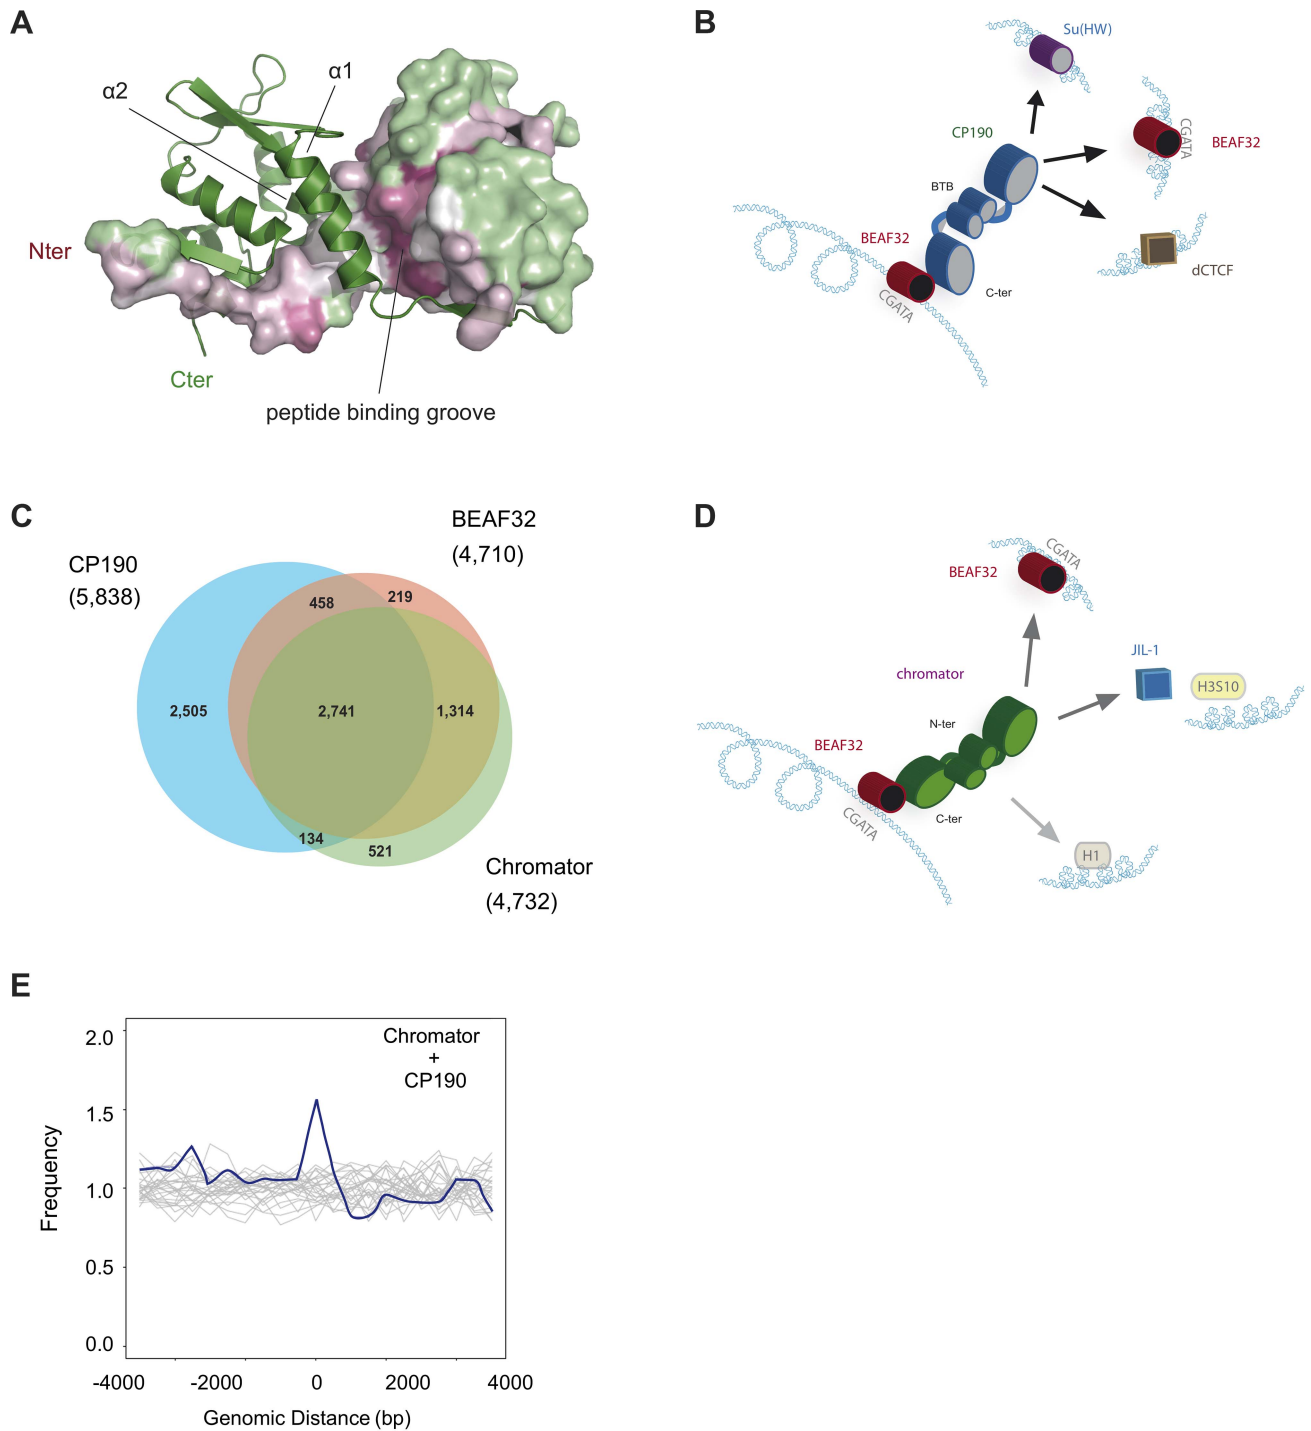 A
α1
α2
Nter
Cter
peptide binding groove
B
Su(HW)
CP190
CGATA
BEAF32
BTB
BEAF32
dCTCF
C-ter
CGATA
C
BEAF32
(4,710)
CP190
(5,838)
458
219
2,505
2,741
1,314
134
521
Chromator
(4,732)
D
CGATA
BEAF32
JIL-1
chromator
H3S10
N-ter
BEAF32
C-ter
CGATA
H1
E
Chromator
+
CP190
2.0
1.5
1.0
0.5
0.0
Frequency
-4000 -2000 0 2000 4000
Genomic Distance (bp)